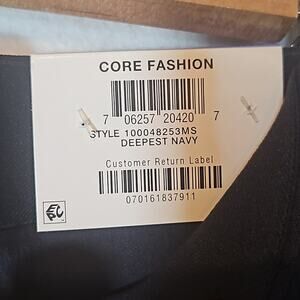 CORE FASHION
7 06257 20420 7
STYLE 100048253MS
DEEPEST NAVY
Customer Return Label
070161837911